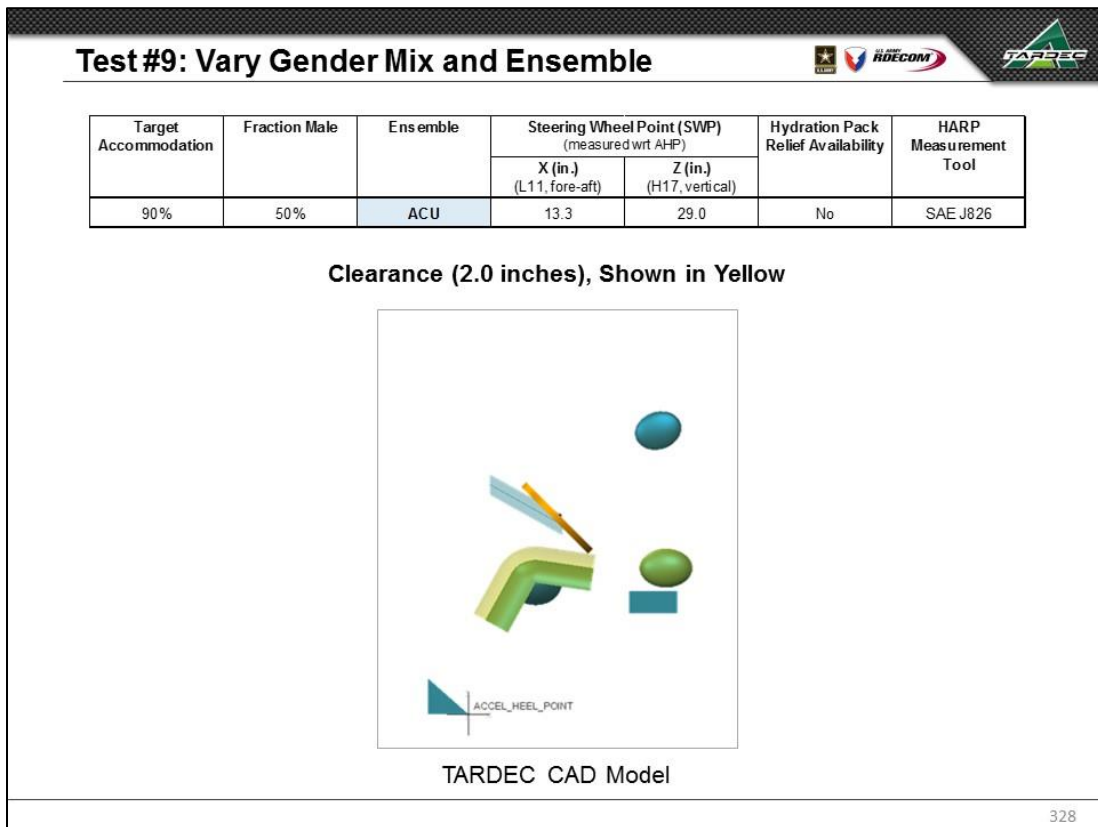 Test #9: Vary Gender Mix and Ensemble
U.S.ARMY
U.S. ARMY
RDECOM
TARDEC
Target Accommodation
Fraction Male
Ensemble
Steering Wheel Point (SWP)
(measured wrt AHP)
Hydration Pack Relief Availability
HARP Measurement Tool
X (in.)
(L11, fore-aft)
Z (in.)
(H17, vertical)
90% 50% ACU 13.3 29.0 No SAE J826
Clearance (2.0 inches), Shown in Yellow
ACCEL_HEEL_POINT
TARDEC CAD Model
328